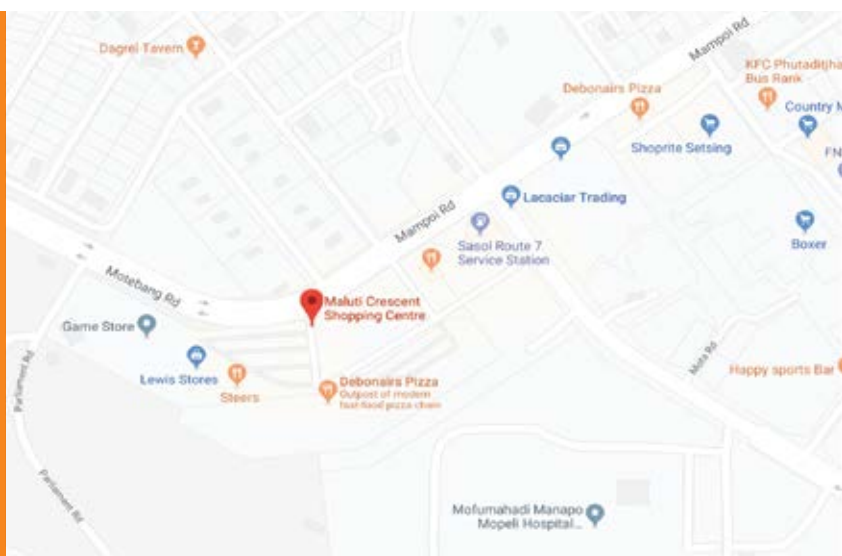 Mampoi Rd
Dagrel Tavern
KFC Phutaditjha
Bus Rank
Debonairs Pizza
Country M
Shoprite Setsing
FN
Lacaciar Trading
Mampoi Rd
Sasol Route 7
Service Station
Boxer
Motebang Rd
Maluti Crescent
Shopping Centre
Game Store
Mota Rd
Parliament Rd
Lewis Stores
Steers
Debonairs Pizza
Outpost of modern
fast-food pizza chain
Happy sports Bar
Parliament Rd
Mofumahadi Manapo
Mopeli Hospital...